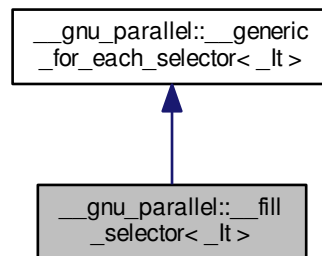 __gnu_parallel::__generic
_for_each_selector< _It >
__gnu_parallel::__fill
_selector< _It >